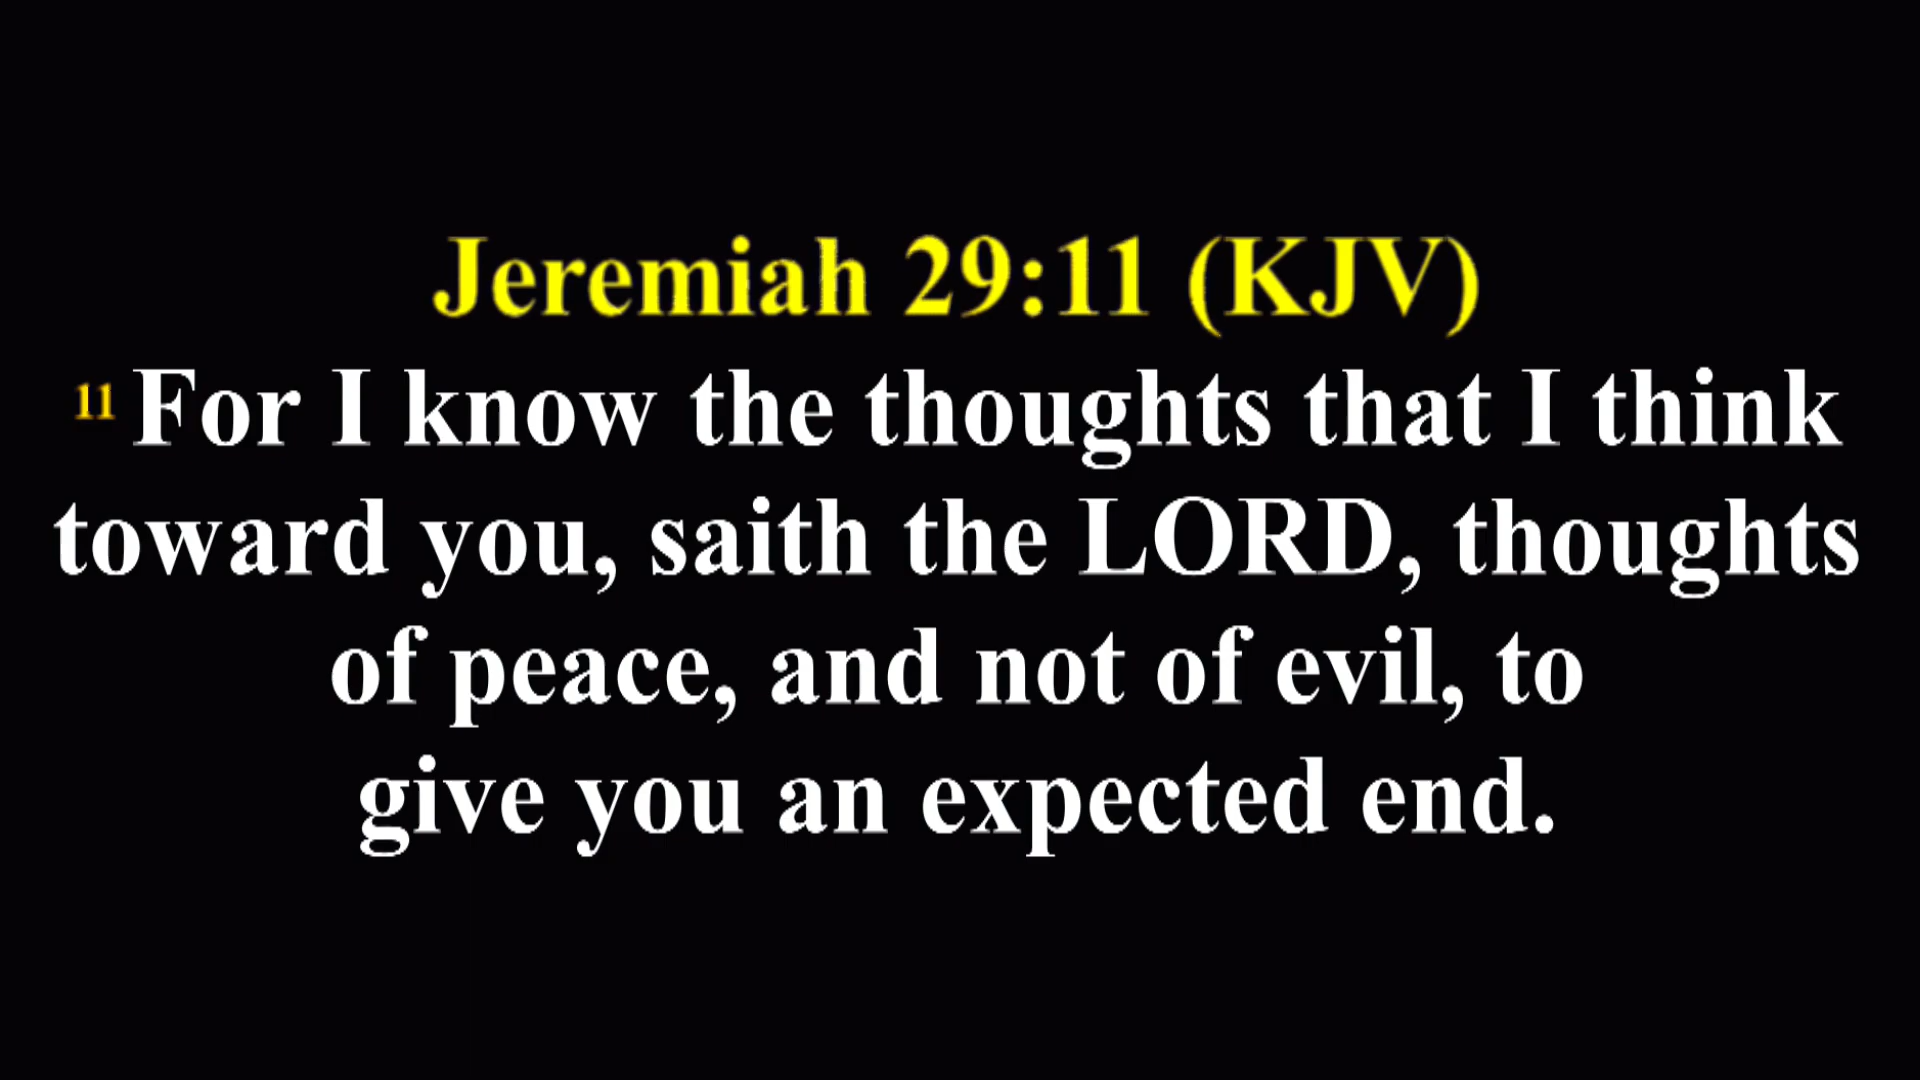 Jeremiah 29:11 (KJV)
11 For I know the thoughts that I think
toward you, saith the LORD, thoughts
of peace, and not of evil, to
give you an expected end.